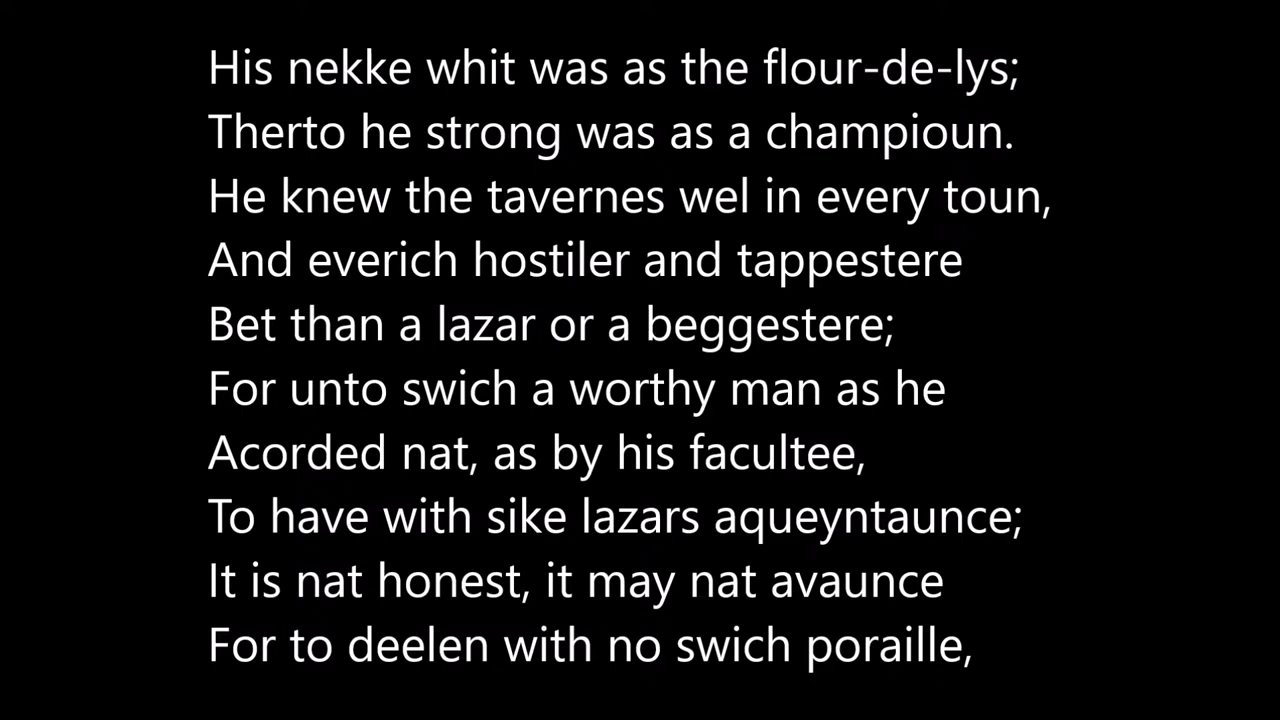 His nekke whit was as the flour-de-lys;
Therto he strong was as a champioun.
He knew the tavernes wel in every toun,
And everich hostiler and tappestere
Bet than a lazar or a beggestere;
For unto swich a worthy man as he
Acorded nat, as by his facultee,
To have with sike lazars aqueyntaunce;
It is nat honest, it may nat avaunce
For to deelen with no swich poraille,